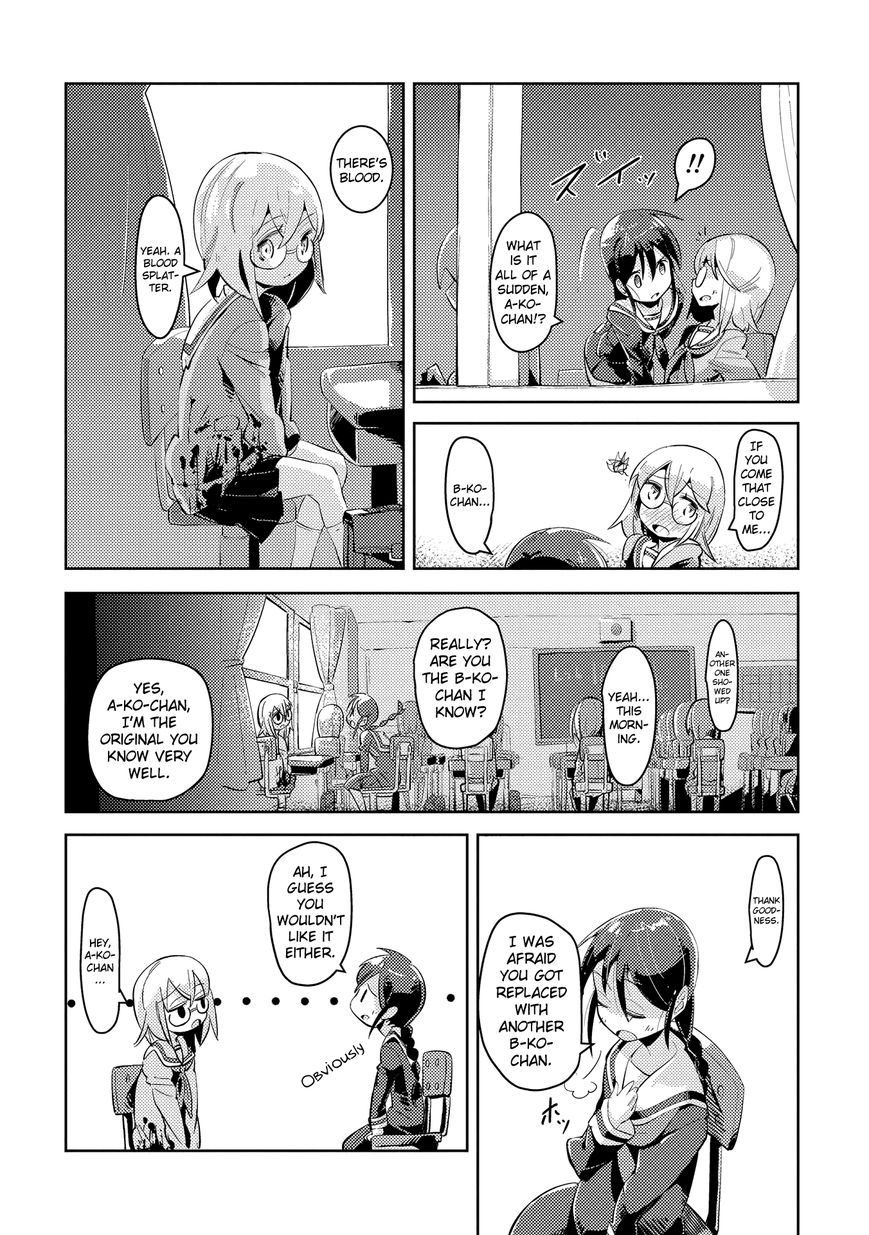 !!
ズイッ
WHAT
IS IT
ALL OF A
SUDDEN,
A-KO-
CHAN!?
THERE'S
BLOOD.
YEAH. A
BLOOD
SPLAT-
TER.
IF
YOU
COME
THAT
CLOSE
TO
ME...
B-KO-
CHAN...
AN-
OTHER
ONE
SHO-
WED
UP?
YEAH...
THIS
MORN-
ING.
REALLY?
ARE YOU
THE B-KO-
CHAN I
KNOW?
YES,
A-KO-CHAN,
I'M THE
ORIGINAL YOU
KNOW VERY
WELL.
THANK
GOOD-
NESS.
I WAS
AFRAID
YOU GOT
REPLACED
WITH
ANOTHER
B-KO-
CHAN.
ホッ
AH, I
GUESS
YOU
WOULDN'T
LIKE IT
EITHER.
OBVIOUSLY
HEY,
A-KO-
CHAN
...